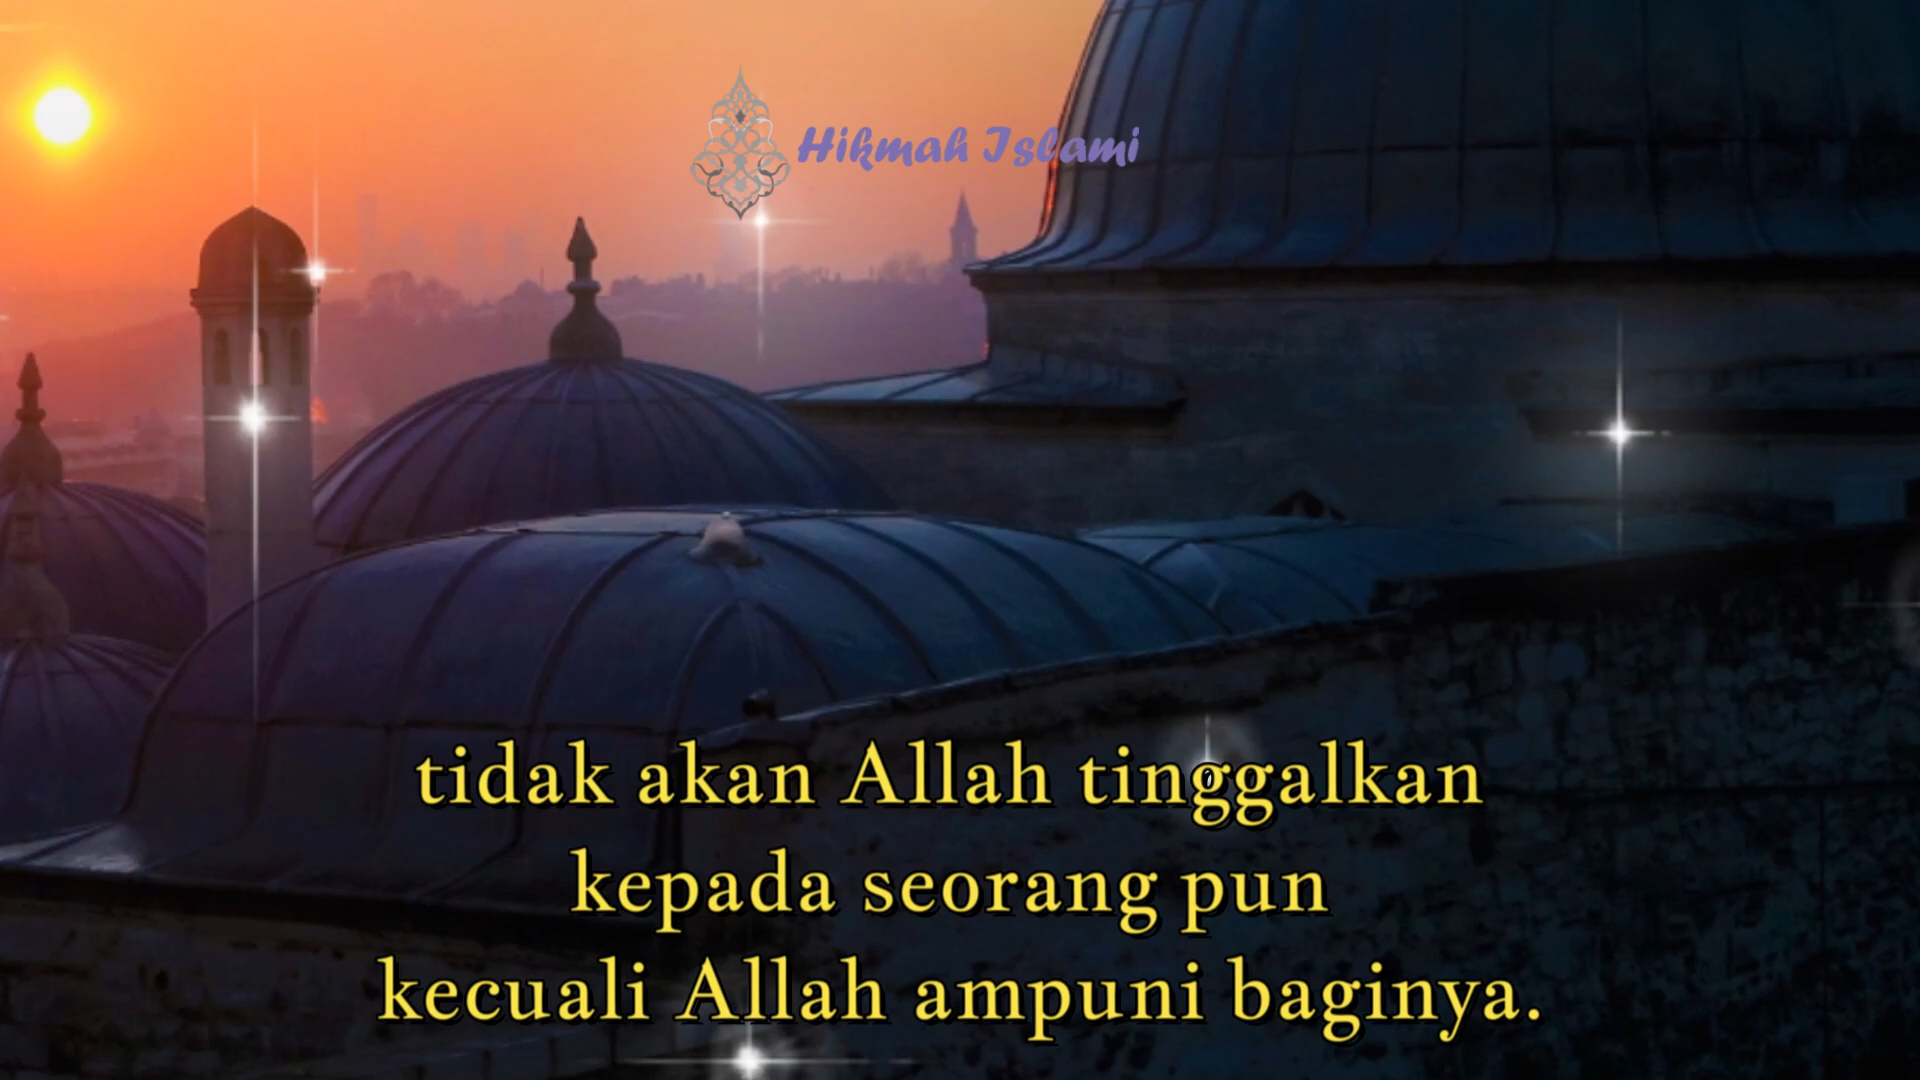 Hikmah Islami
tidak akan Allah tinggalkan
kepada seorang pun
kecuali Allah ampuni baginya.